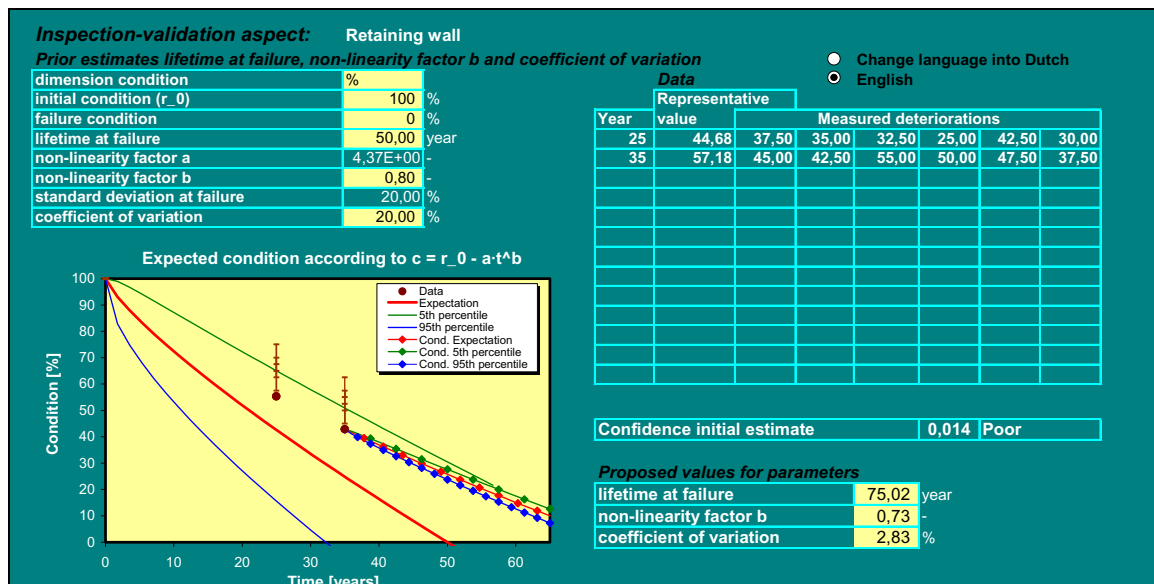 Inspection-validation aspect: Retaining wall
Prior estimates lifetime at failure, non-linearity factor b and coefficient of variation
dimension condition %
initial condition (r_0) 100 %
failure condition 0 %
lifetime at failure 50,00 year
non-linearity factor a 4,37E+00 -
non-linearity factor b 0,80 -
standard deviation at failure 20,00 %
coefficient of variation 20,00 %
Change language into Dutch
English
Data
Representative
Year value Measured deteriorations
25 44,68 37,50 35,00 32,50 25,00 42,50 30,00
35 57,18 45,00 42,50 55,00 50,00 47,50 37,50
Expected condition according to c = r_0 - a·t^b
Condition [%]
100
90
80
70
60
50
40
30
20
10
0
0 10 20 30 40 50 60
Time [years]
Data
Expectation
5th percentile
95th percentile
Cond. Expectation
Cond. 5th percentile
Cond. 95th percentile
Confidence initial estimate 0,014 Poor
Proposed values for parameters
lifetime at failure 75,02 year
non-linearity factor b 0,73 -
coefficient of variation 2,83 %